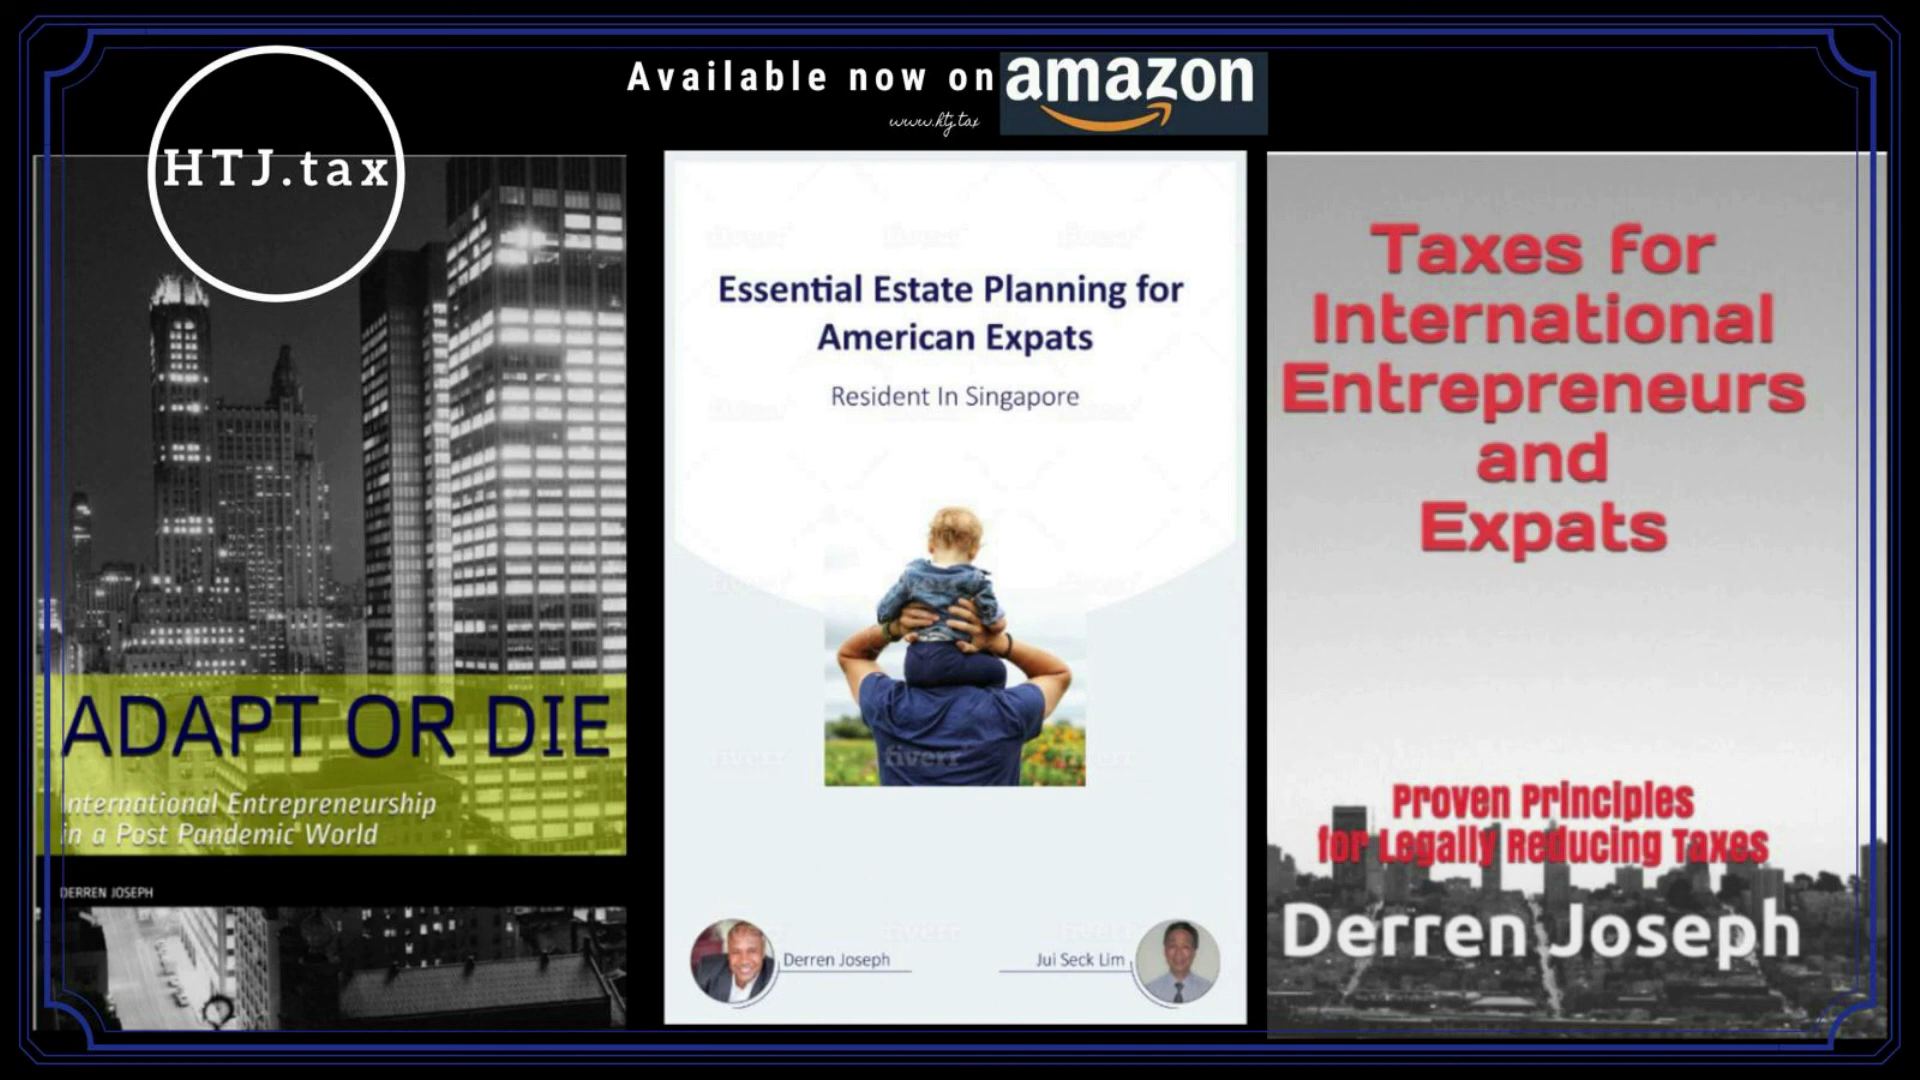 Available now on amazon
www.htj.tax
HTJ.tax
ADAPT OR DIE
International Entrepreneurship
in a Post Pandemic World
DERREN JOSEPH
Essential Estate Planning for
American Expats
Resident In Singapore
fiverr
Derren Joseph
Jui Seck Lim
Taxes for
International
Entrepreneurs
and
Expats
Proven Principles
for Legally Reducing Taxes
Derren Joseph